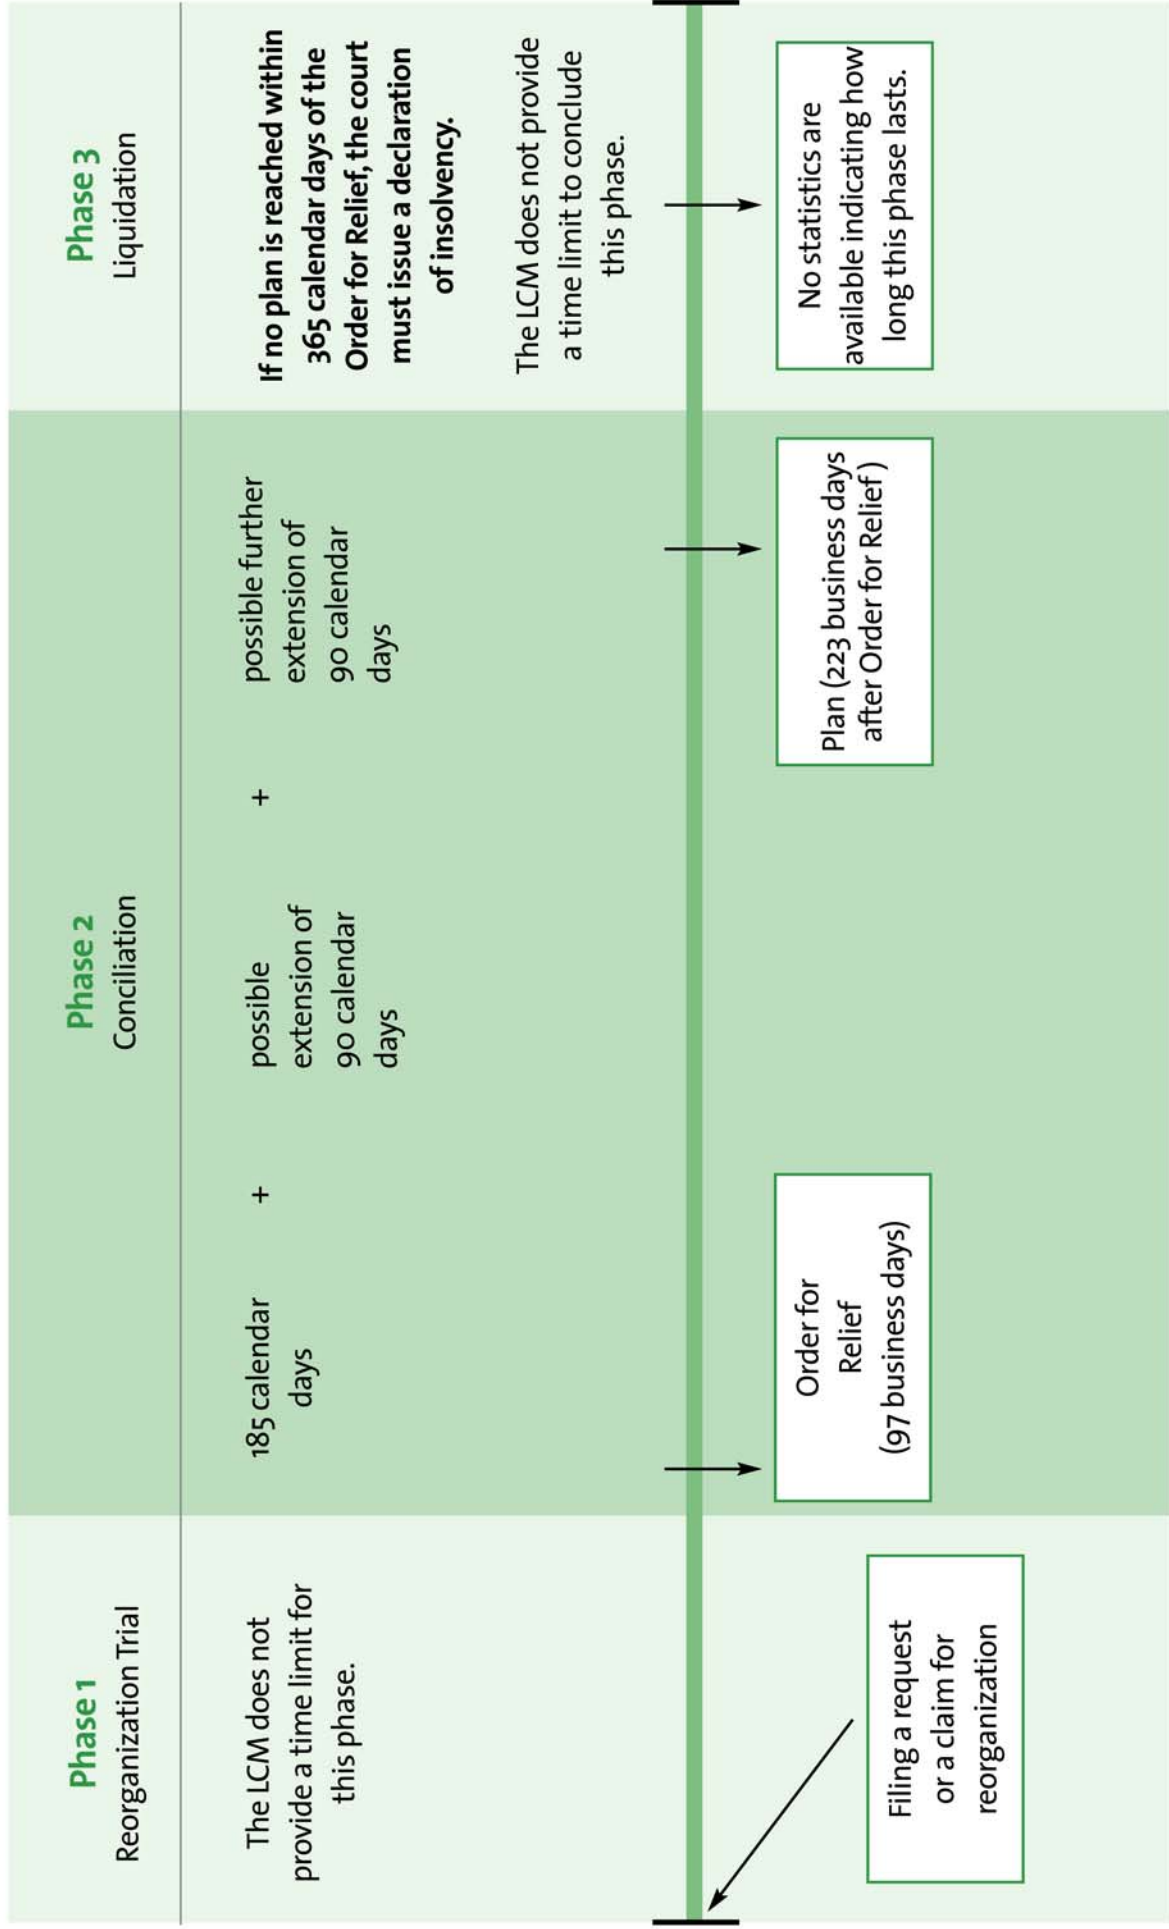 Phase 1
Reorganization Trial
The LCM does not
provide a time limit for
this phase.
Filing a request
or a claim for
reorganization
Phase 2
Conciliation
185 calendar
days
+
possible
extension of
90 calendar
days
+
possible further
extension of
90 calendar
days
Order for
Relief
(97 business days)
Plan (223 business days
after Order for Relief)
Phase 3
Liquidation
If no plan is reached within
365 calendar days of the
Order for Relief, the court
must issue a declaration
of insolvency.
The LCM does not provide
a time limit to conclude
this phase.
No statistics are
available indicating how
long this phase lasts.